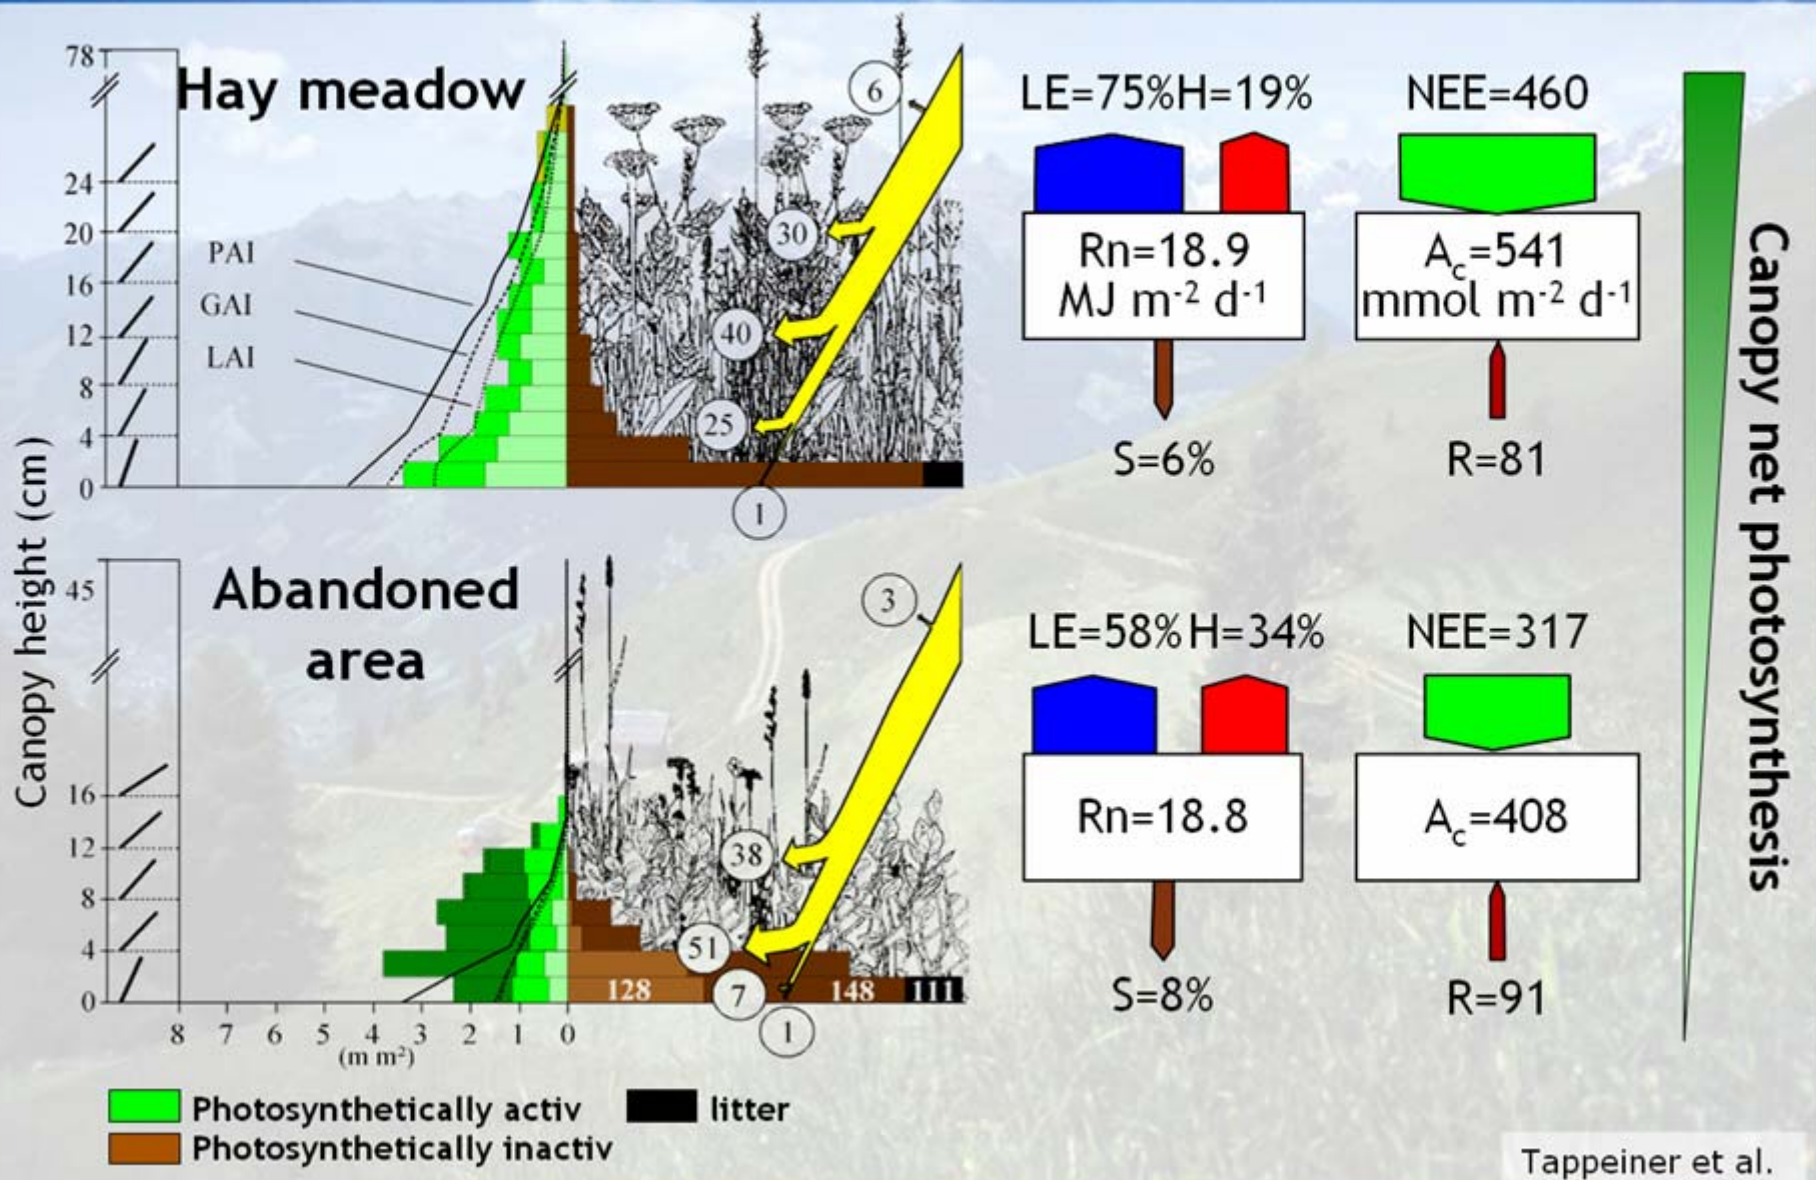 Hay meadow
Canopy height (cm)
78
24
20
16
12
8
4
0
PAI
GAI
LAI
6
30
40
25
1
LE=75% H=19%
NEE=460
Rn=18.9
MJ m-2 d-1
Ac=541
mmol m-2 d-1
S=6%
R=81
Canopy net photosynthesis
Abandoned
area
45
16
12
8
4
0
3
38
51
7
1
128
148
111
8 7 6 5 4 3 2 1 0
(m m²)
LE=58% H=34%
NEE=317
Rn=18.8
Ac=408
S=8%
R=91
Photosynthetically activ
litter
Photosynthetically inactiv
Tappeiner et al.